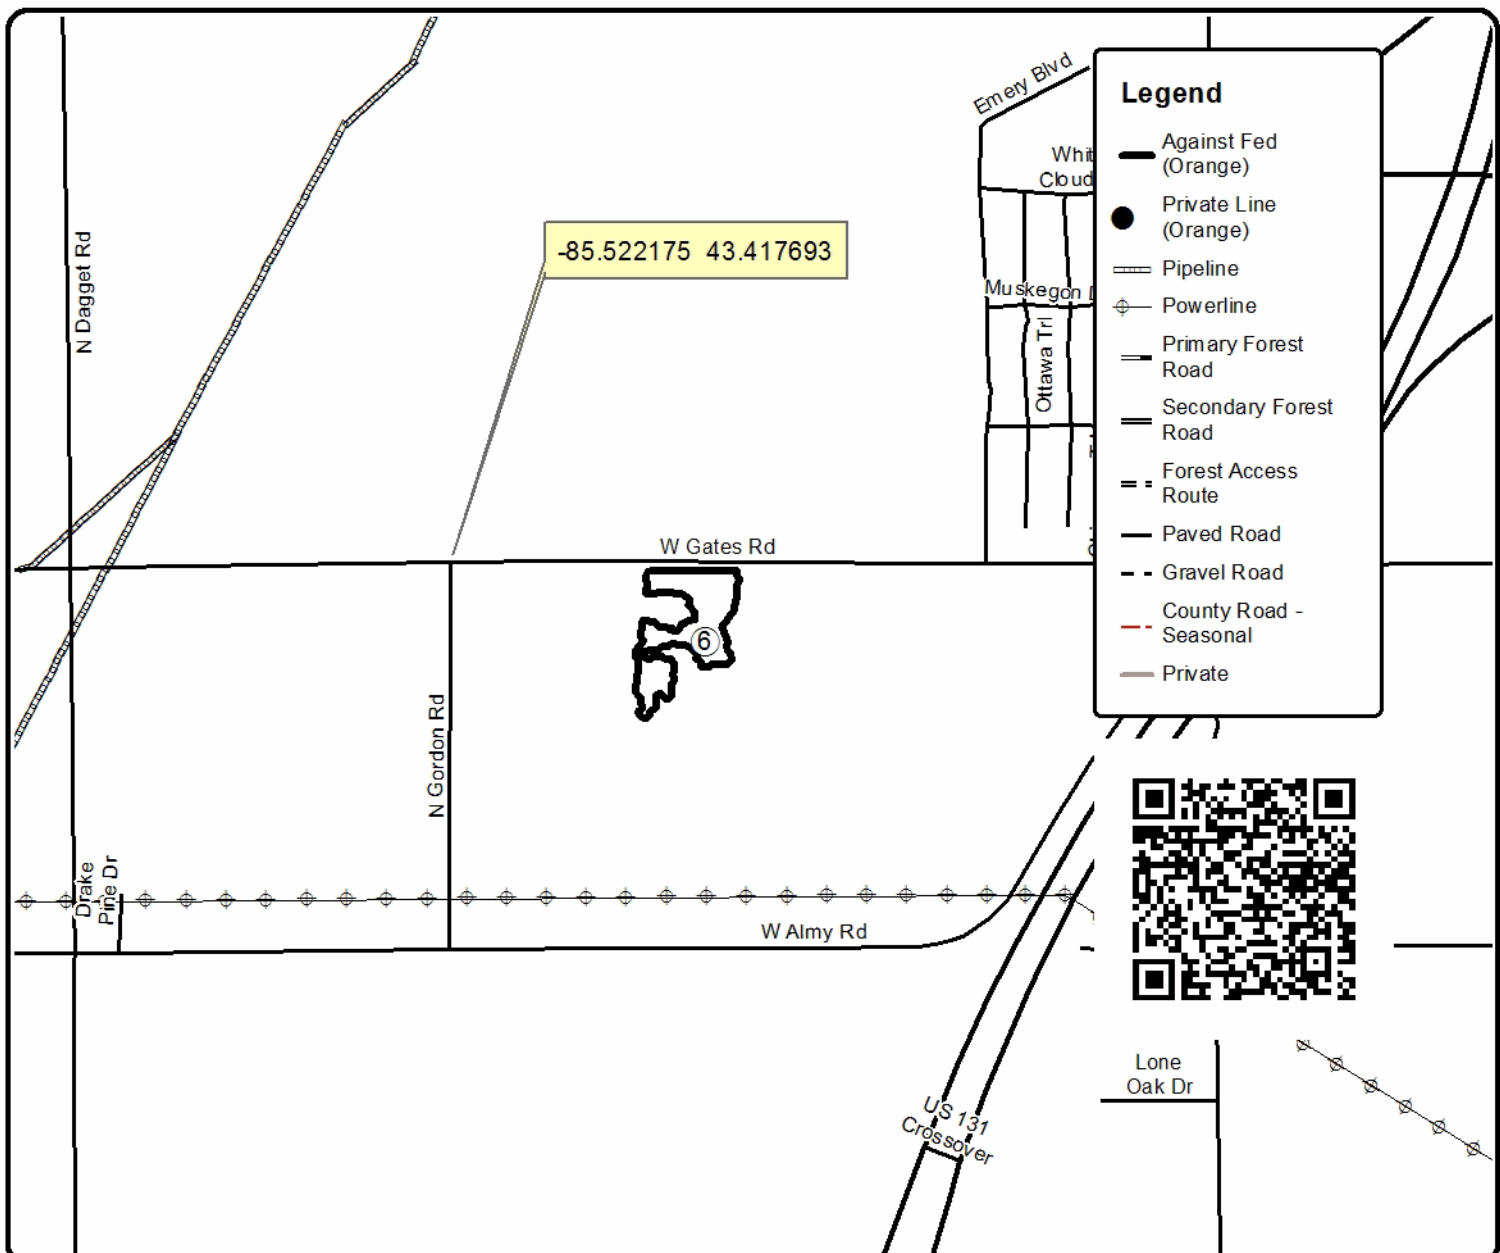 Emery Blvd
Whit
Cloud
N Dagget Rd
-85.522175 43.417693
Muskegon
Ottawa Trl
W Gates Rd
6
N Gordon Rd
Drake
Pine Dr
W Almy Rd
US 131
Crossover
Lone
Oak Dr
Legend
Against Fed
(Orange)
Private Line
(Orange)
Pipeline
Powerline
Primary Forest
Road
Secondary Forest
Road
Forest Access
Route
Paved Road
Gravel Road
County Road -
Seasonal
Private